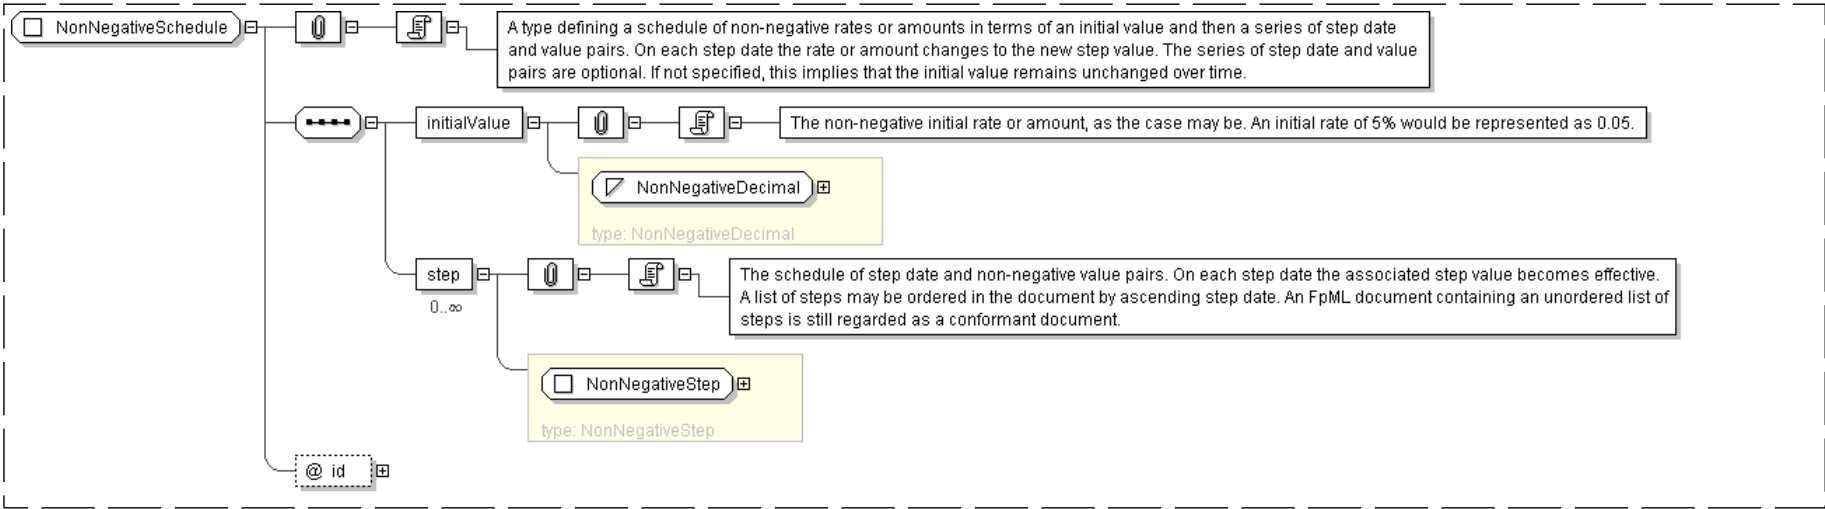 NonNegativeSchedule
A type defining a schedule of non-negative rates or amounts in terms of an initial value and then a series of step date
and value pairs. On each step date the rate or amount changes to the new step value. The series of step date and value
pairs are optional. If not specified, this implies that the initial value remains unchanged over time.
initialValue
The non-negative initial rate or amount, as the case may be. An initial rate of 5% would be represented as 0.05.
NonNegativeDecimal
type: NonNegativeDecimal
step
0..∞
The schedule of step date and non-negative value pairs. On each step date the associated step value becomes effective.
A list of steps may be ordered in the document by ascending step date. An FpML document containing an unordered list of
steps is still regarded as a conformant document.
NonNegativeStep
type: NonNegativeStep
@ id